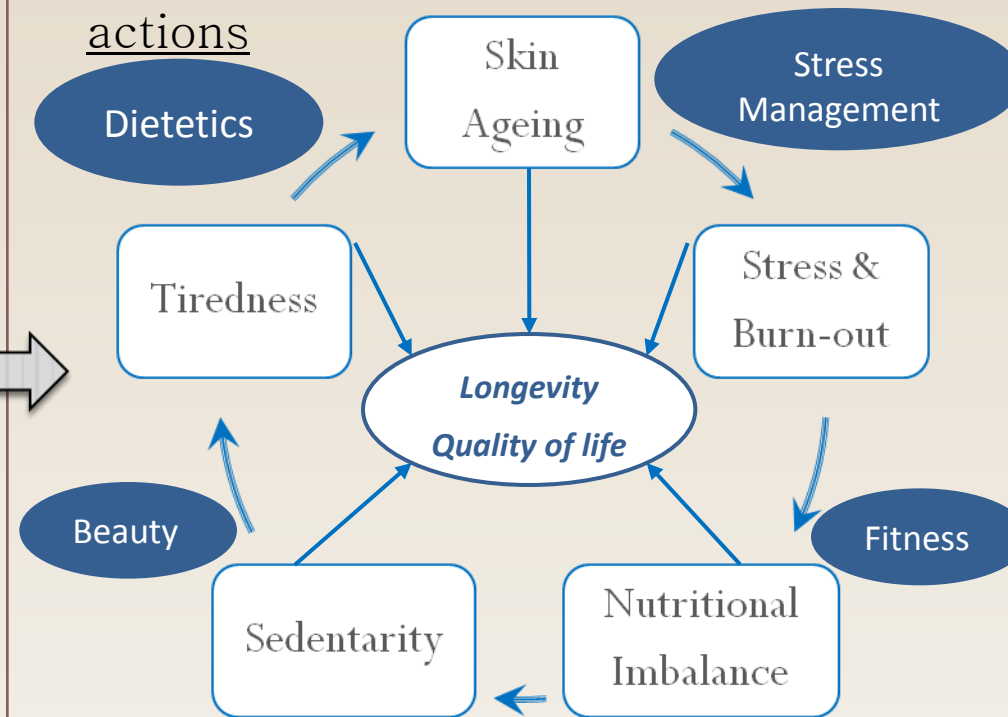 actions
Dietetics
Skin
Ageing
Stress
Management
Tiredness
Stress &
Burn-out
Longevity
Quality of life
Beauty
Fitness
Sedentarity
Nutritional
Imbalance